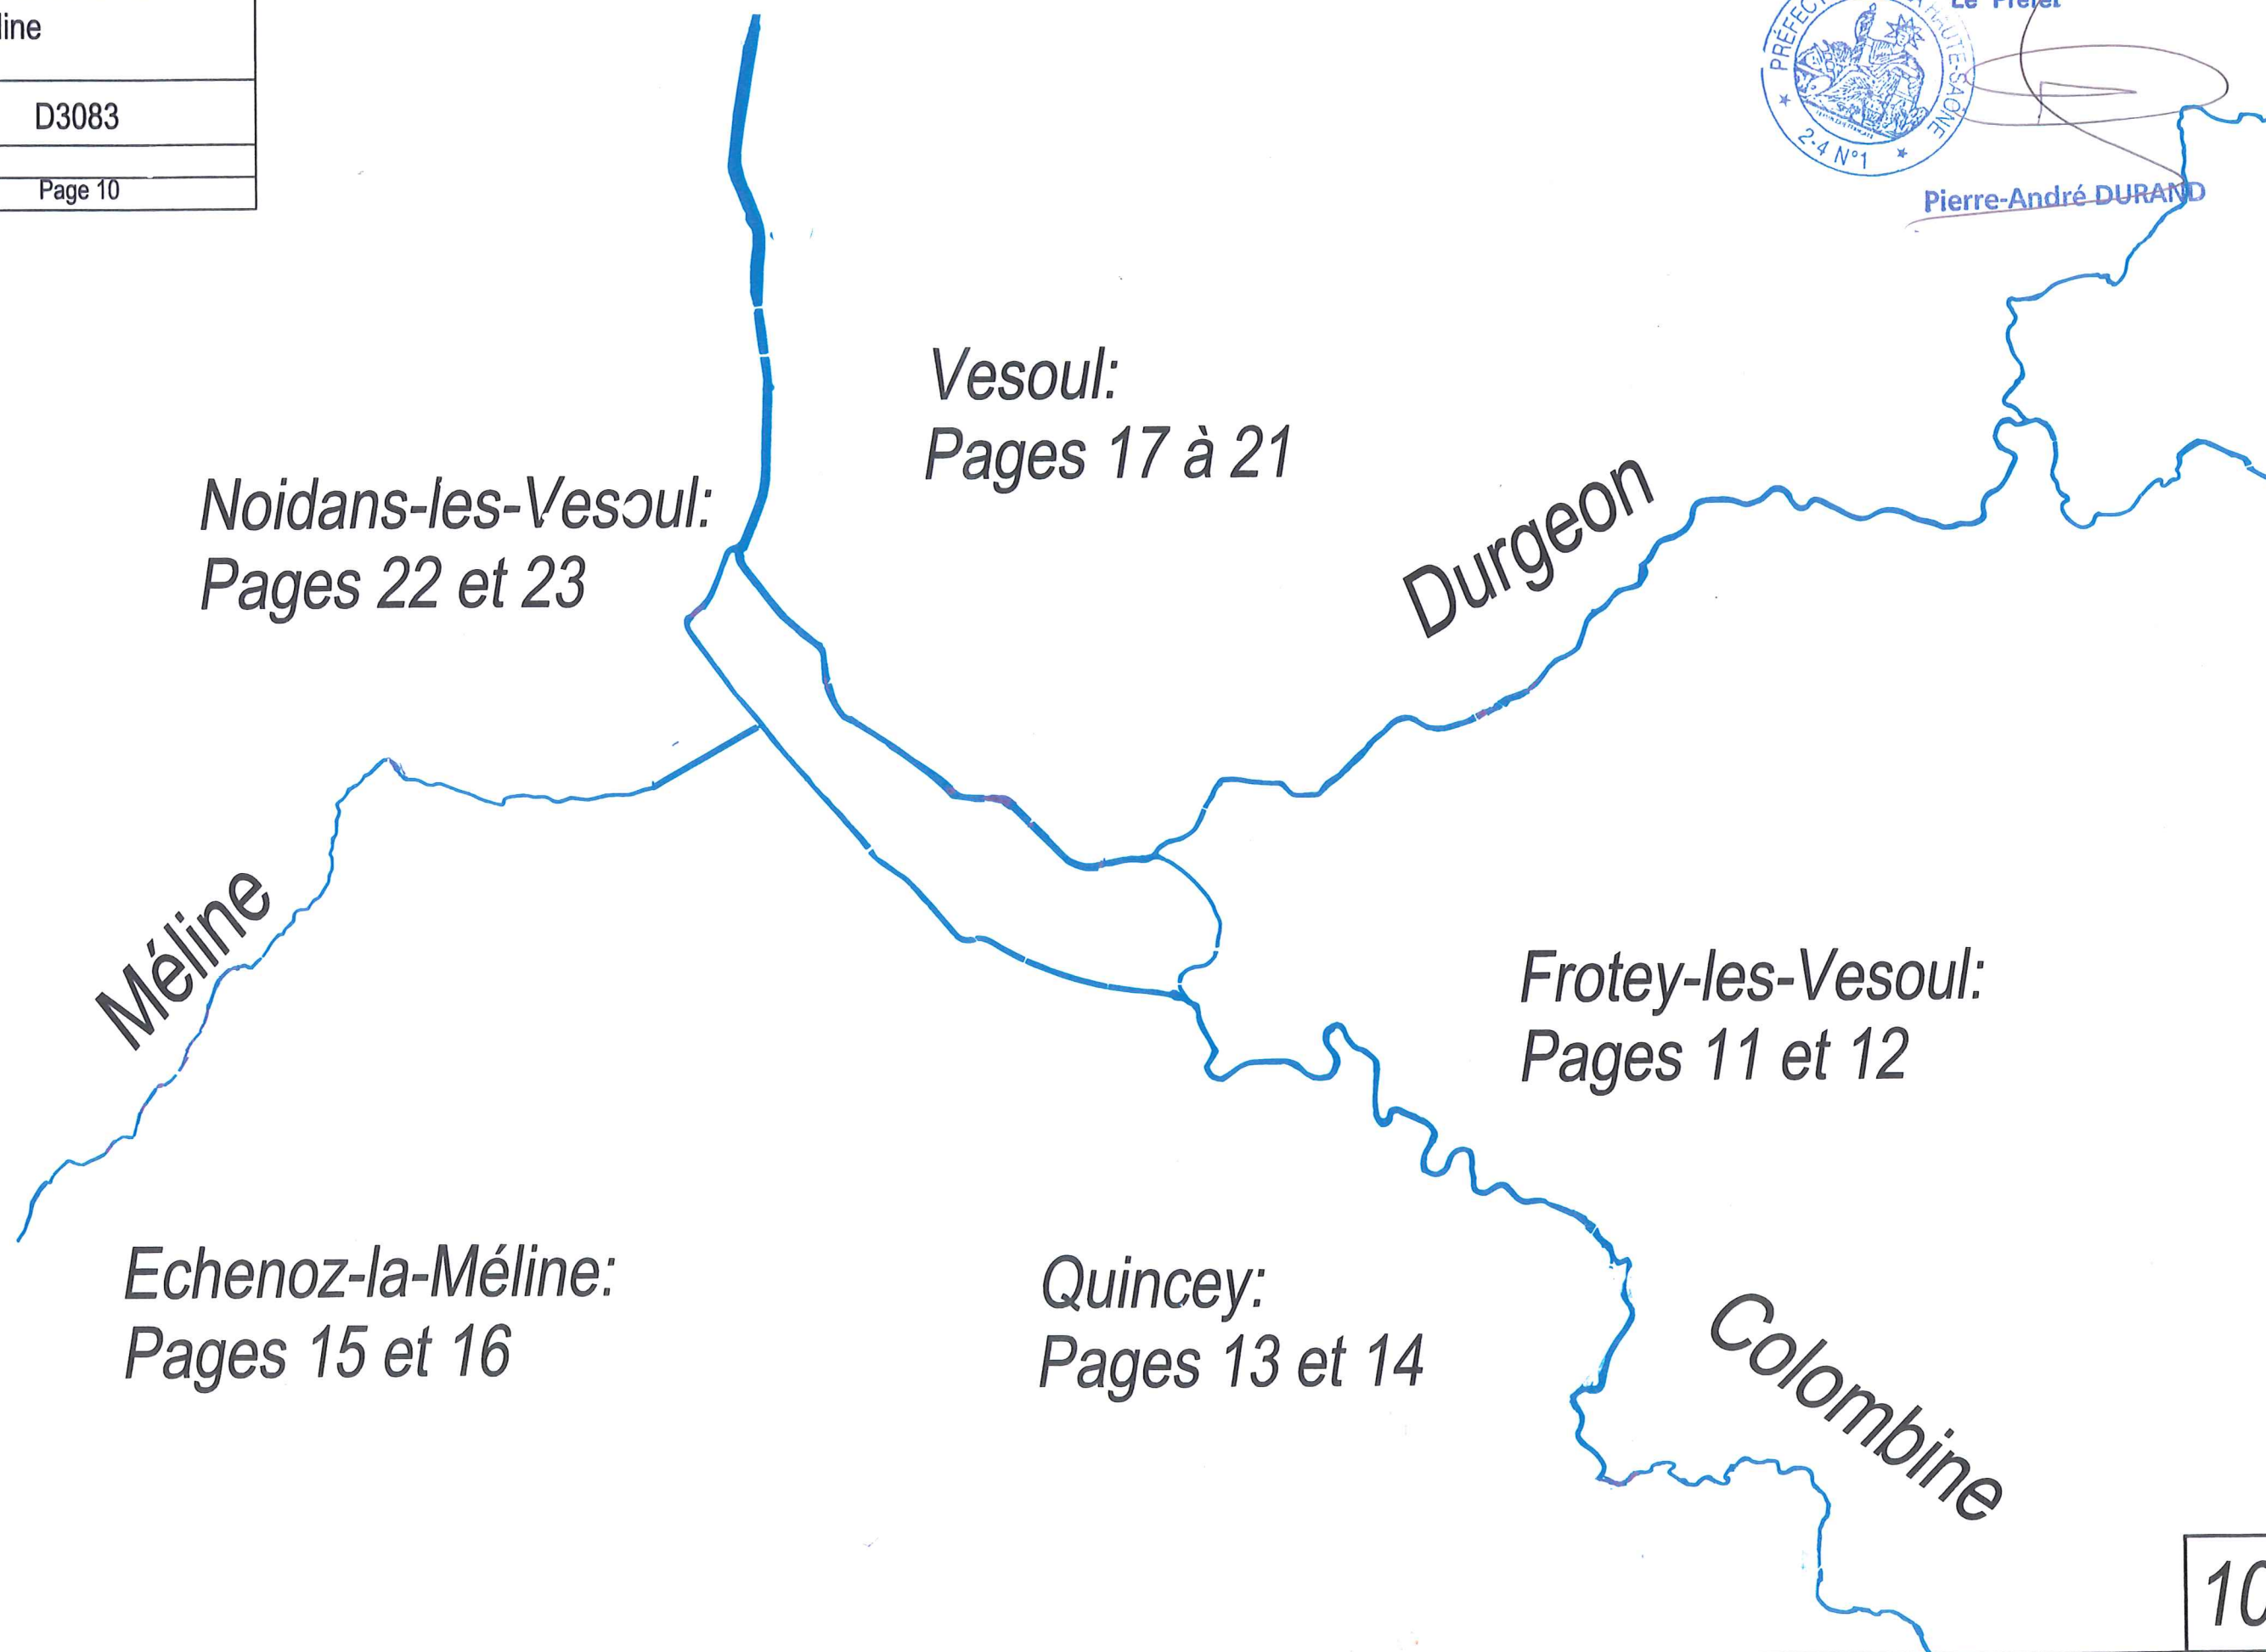 line
D3083
Page 10
Le Préfet
PRÉFEC A HAUTE-SAÔNE
2-4 N°1
Pierre-André DURAND
Vesoul:
Pages 17 à 21
Noidans-les-Vesoul:
Pages 22 et 23
Durgeon
Méline
Frotey-les-Vesoul:
Pages 11 et 12
Echenoz-la-Méline:
Pages 15 et 16
Quincey:
Pages 13 et 14
Colombine
10